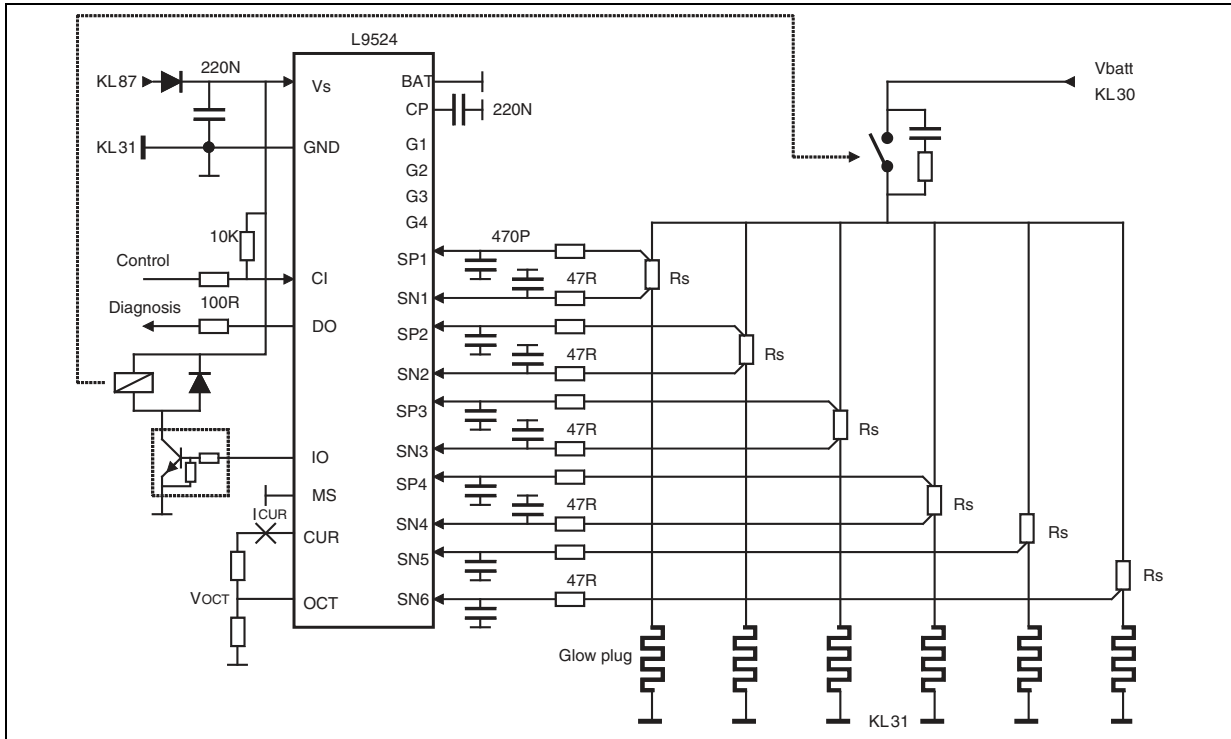 L9524
KL87
220N
Vs
BAT
Vbatt
CP
220N
KL30
KL31
GND
G1
G2
G3
G4
10K
470P
SP1
Control
47R
Rs
CI
SN1
Diagnosis
100R
DO
SP2
47R
Rs
SN2
SP3
47R
Rs
SN3
IO
SP4
MS
47R
Rs
ICUR
SN4
CUR
SN5
Rs
47R
Rs
VOCT
OCT
SN6
Glow plug
KL31